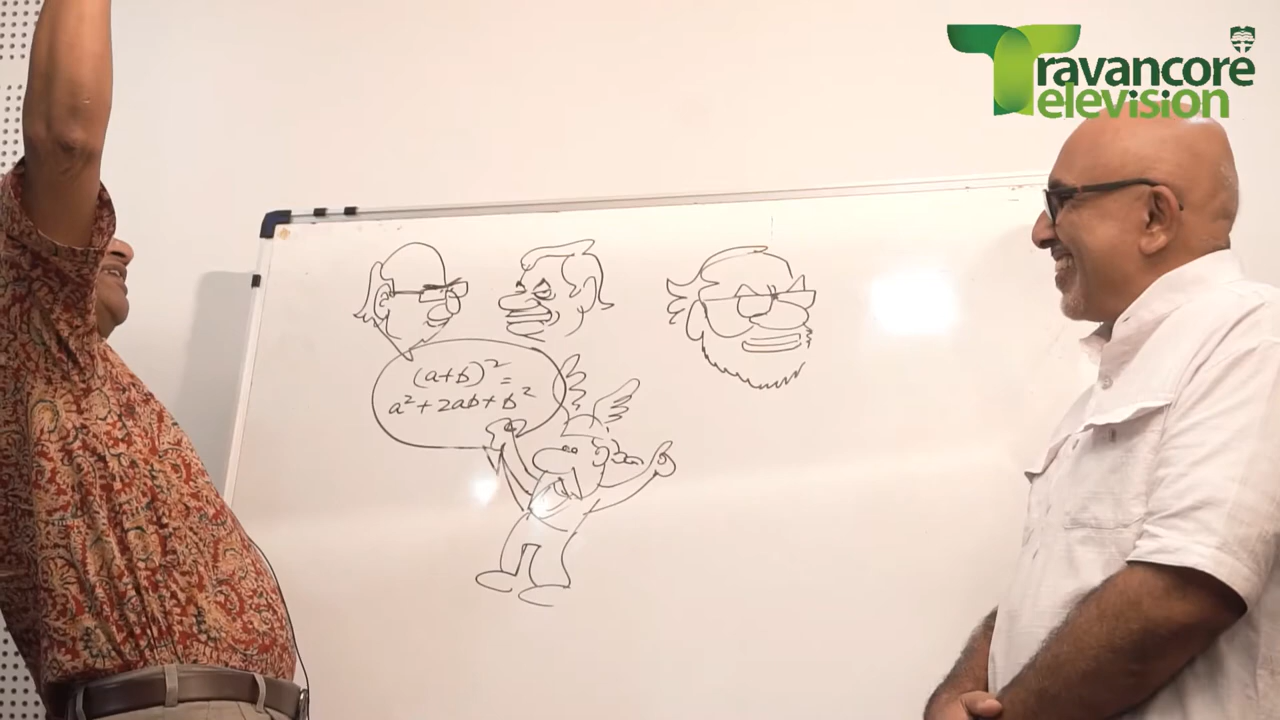 Travancore
Television
(a+b)² =
a²+2ab+b²